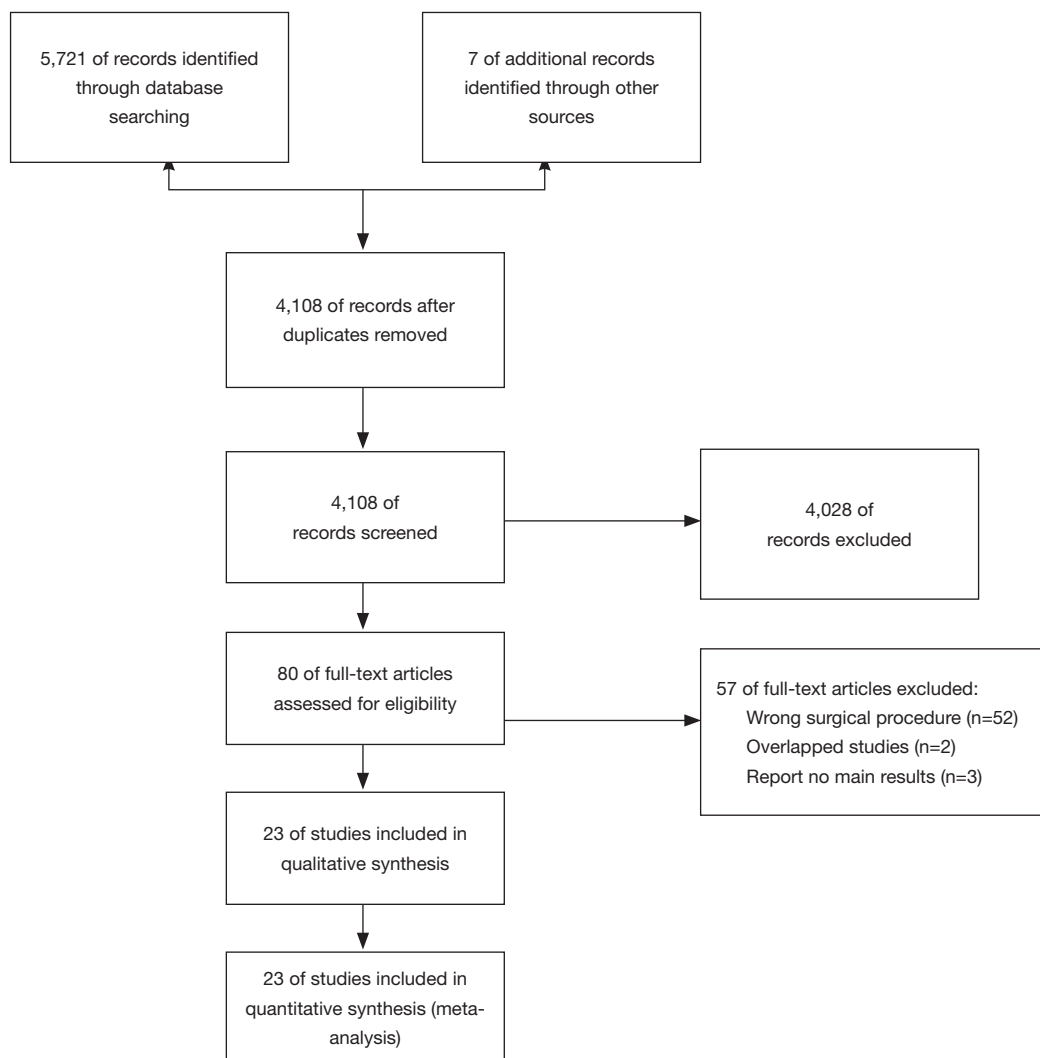 5,721 of records identified
through database
searching
7 of additional records
identified through other
sources
4,108 of records after
duplicates removed
4,108 of
records screened
4,028 of
records excluded
80 of full-text articles
assessed for eligibility
57 of full-text articles excluded:
Wrong surgical procedure (n=52)
Overlapped studies (n=2)
Report no main results (n=3)
23 of studies included in
qualitative synthesis
23 of studies included in
quantitative synthesis (meta-
analysis)